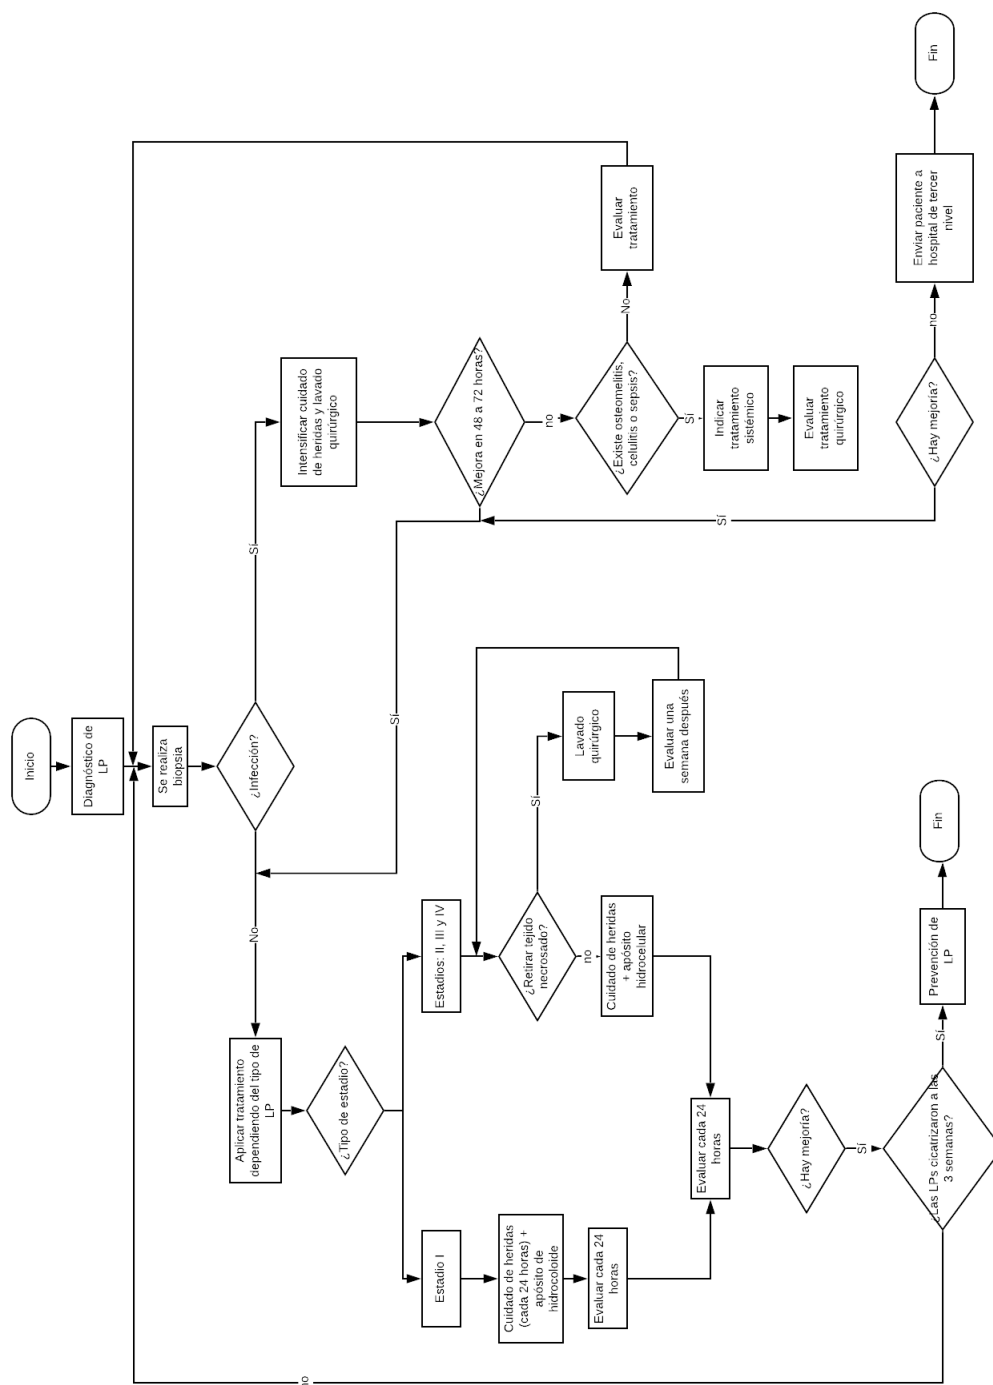 Inicio
Diagnóstico de
LP
Se realiza
biopsia
¿Infección?
Sí
Intensificar cuidado
de heridas y lavado
quirúrgico
¿Mejora en 48 a 72 horas?
no
¿Existe osteomelitis,
celulitis o sepsis?
No
Evaluar
tratamiento
Sí
Indicar
tratamiento
sistémico
Evaluar
tratamiento
quirúrgico
Sí
¿Hay mejoría?
no
Enviar paciente a
hospital de tercer
nivel
Fin
Sí
No
Aplicar tratamiento
dependiendo del tipo de
LP
¿Tipo de estadio?
Estadios: II, III y IV
¿Retirar tejido
necrosado?
Sí
Lavado
quirúrgico
Evaluar una
semana después
no
Cuidado de heridas
+ apósito
hidrocelular
Estadio I
Cuidado de heridas
(cada 24 horas) +
apósito de
hidrocoloide
Evaluar cada 24
horas
Evaluar cada 24
horas
¿Hay mejoría?
Sí
¿Las LPs cicatrizaron a las
3 semanas?
Sí
Prevención de
LP
Fin
no